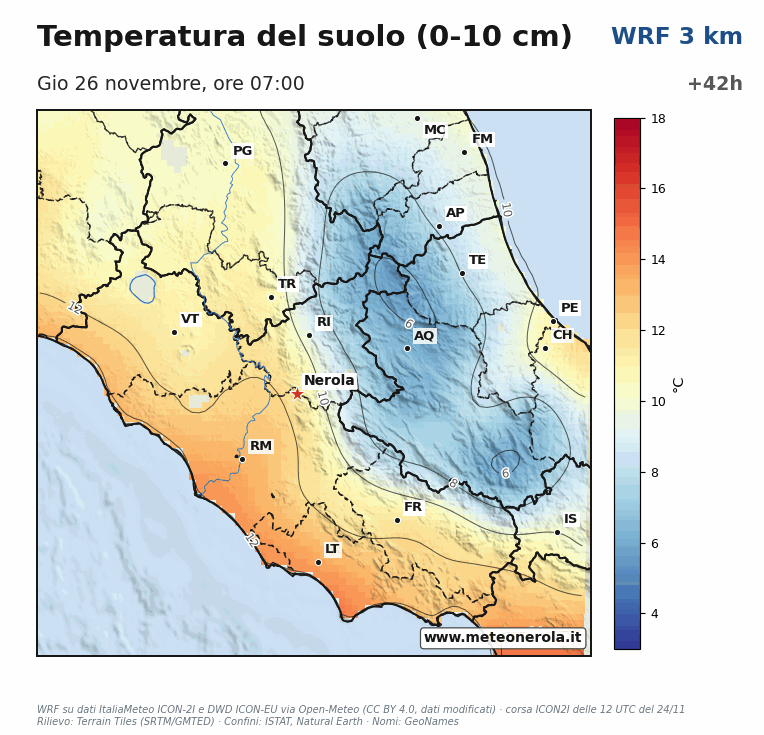 Temperatura del suolo (0-10 cm)
WRF 3 km
Gio 26 novembre, ore 07:00
+42h
MC
FM
PG
AP
10
TE
TR
12
VT
RI
6
AQ
PE
CH
Nerola
10
RM
8
6
FR
IS
12
LT
www.meteonerola.it
18
16
14
12
10
8
6
4
°C
WRF su dati ItaliaMeteo ICON-2I e DWD ICON-EU via Open-Meteo (CC BY 4.0, dati modificati) · corsa ICON2I delle 12 UTC del 24/11
Rilievo: Terrain Tiles (SRTM/GMTED) · Confini: ISTAT, Natural Earth · Nomi: GeoNames